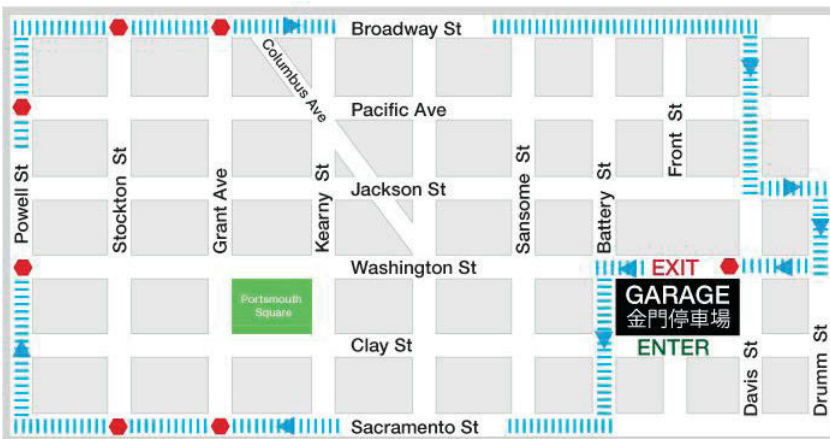 Broadway St
Columbus Ave
Pacific Ave
Powell St
Stockton St
Grant Ave
Kearny St
Jackson St
Sansome St
Battery St
Front St
Washington St
EXIT
Portsmouth
Square
GARAGE
金門停車場
Clay St
ENTER
Davis St
Drumm St
Sacramento St